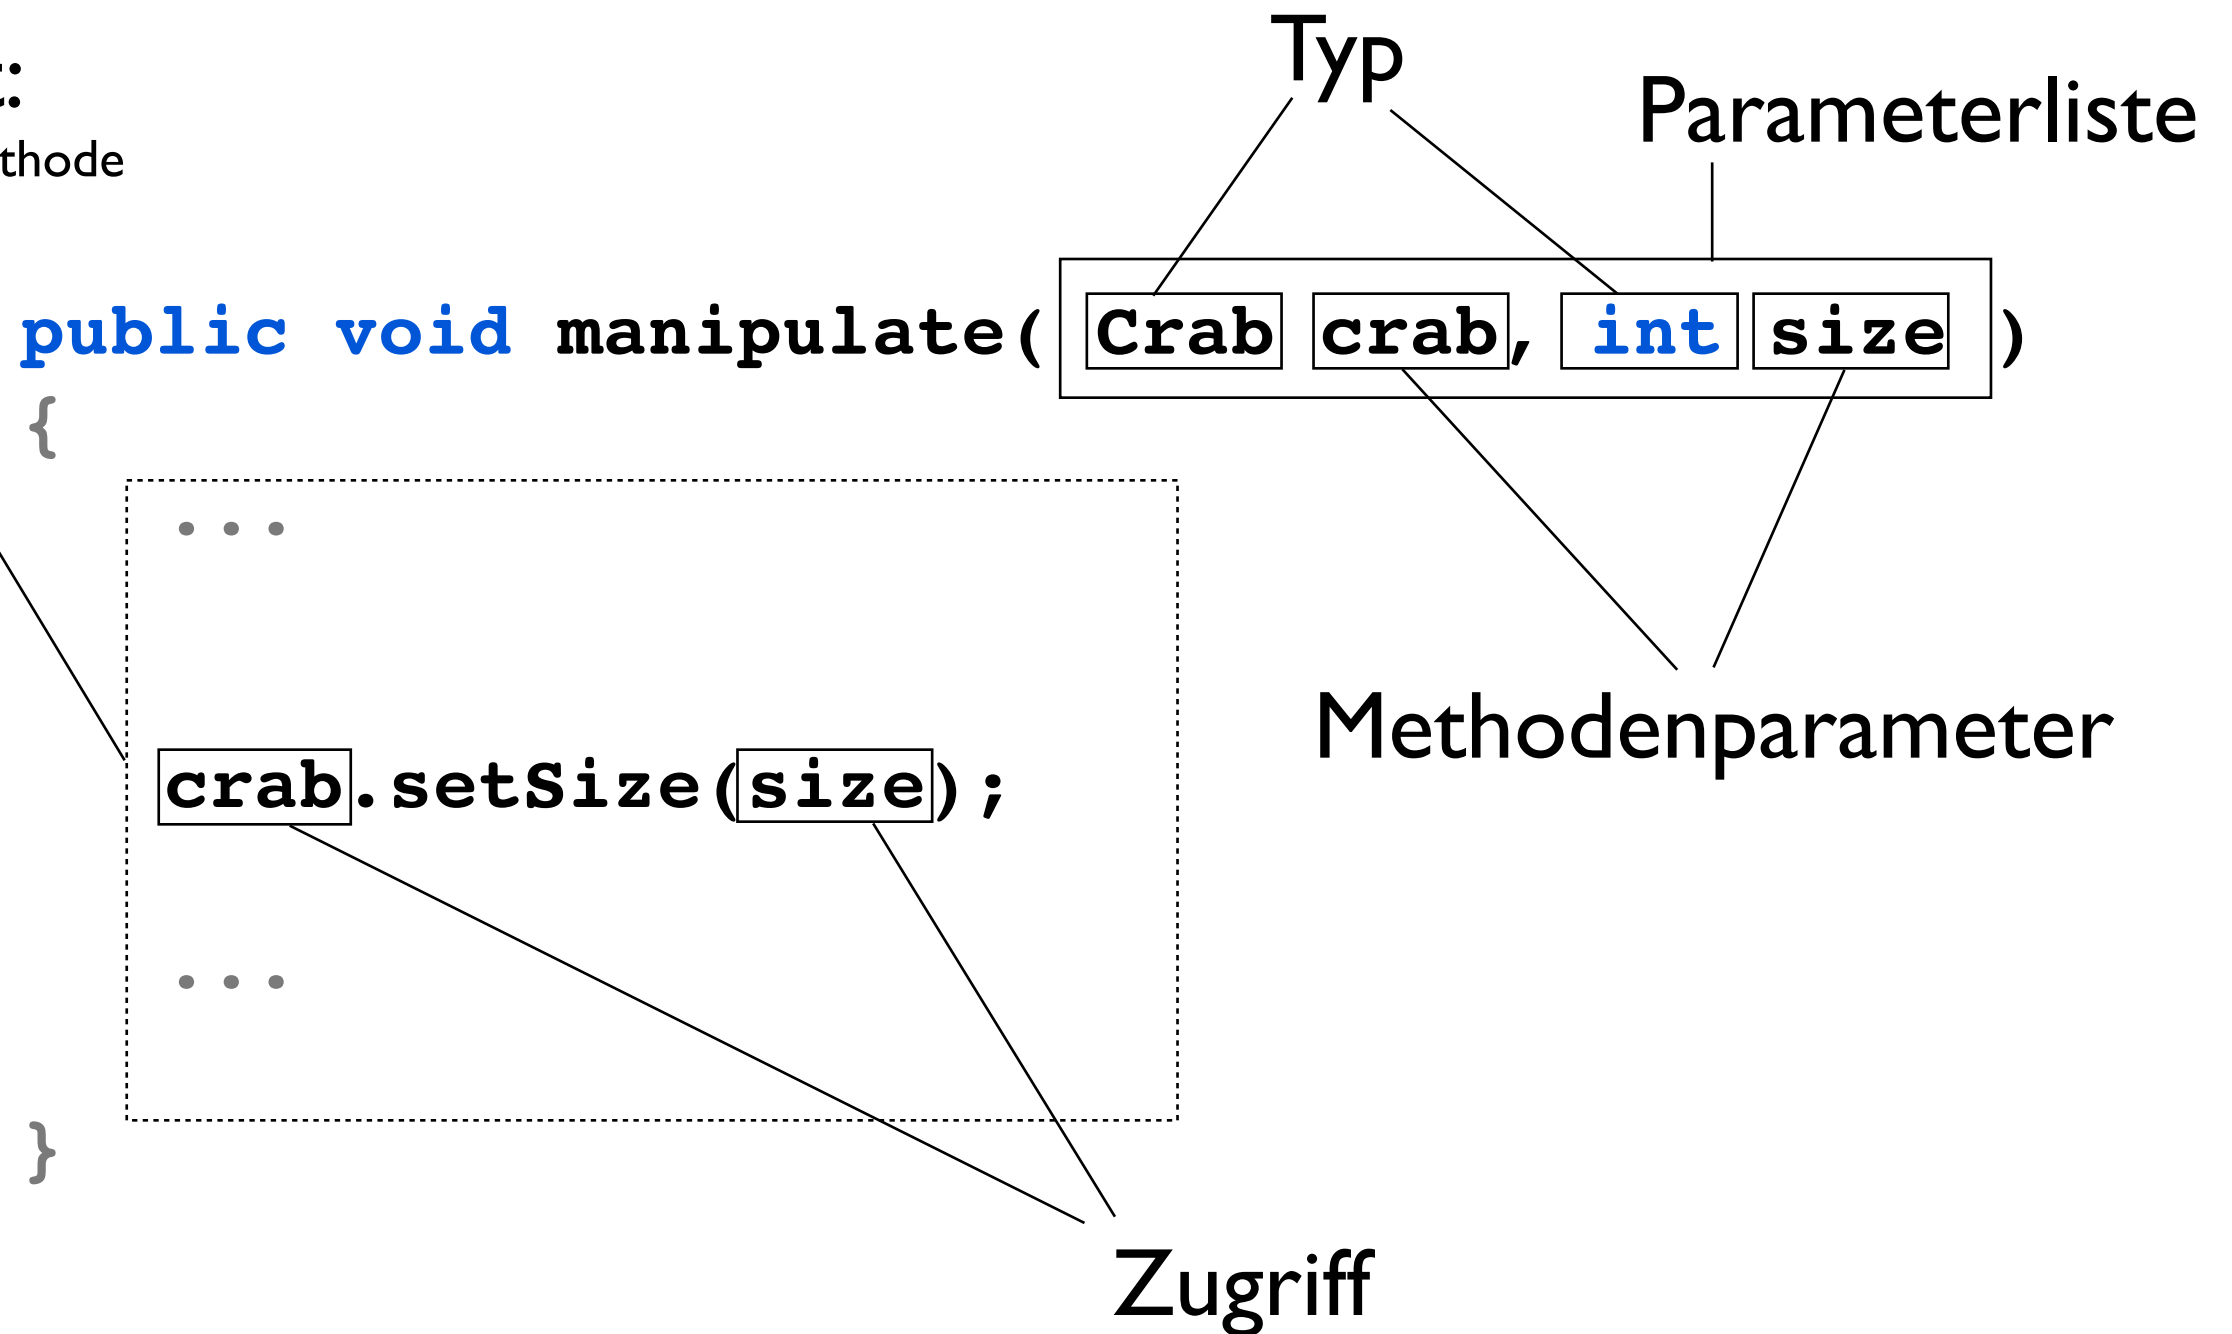 Typ
Parameterliste
thode
public void manipulate( Crab crab, int size )
{
...
crab.setSize(size);
Methodenparameter
...
}
Zugriff